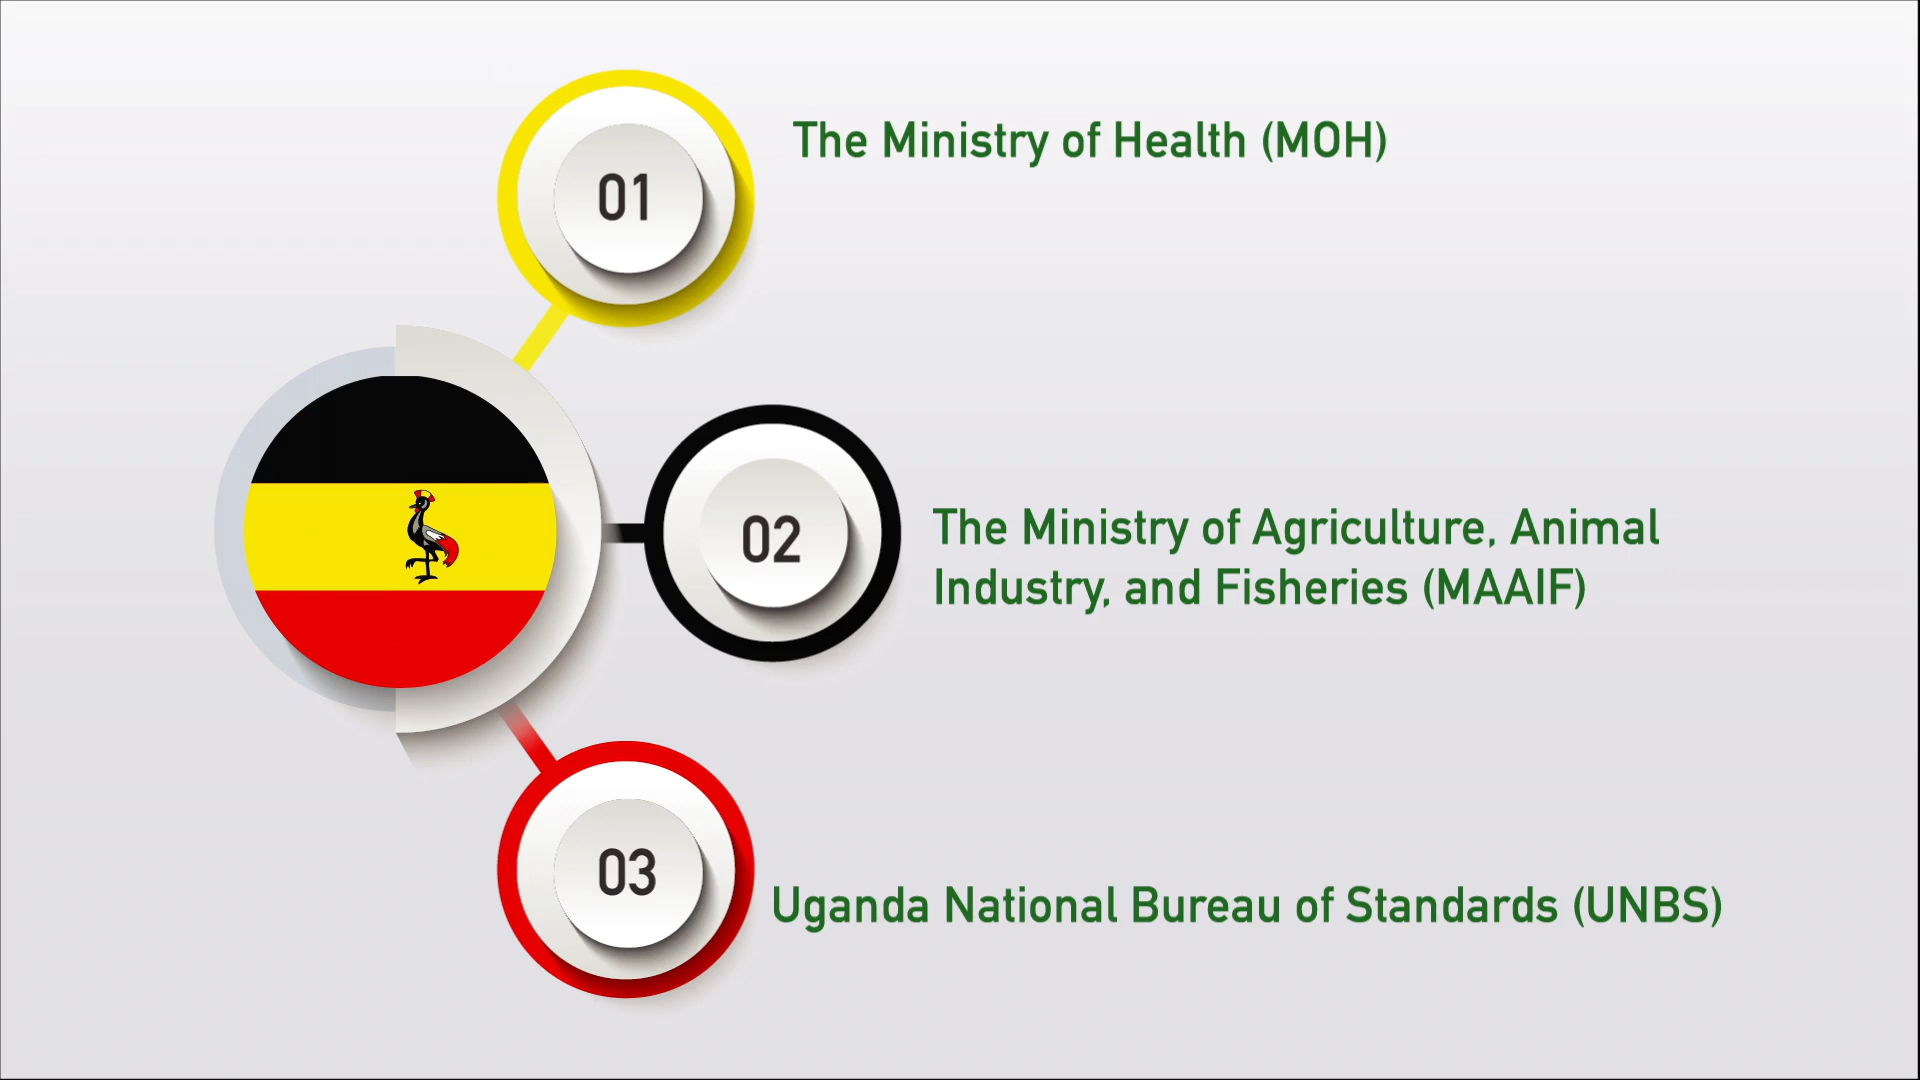 01
The Ministry of Health (MOH)
02
The Ministry of Agriculture, Animal
Industry, and Fisheries (MAAIF)
03
Uganda National Bureau of Standards (UNBS)